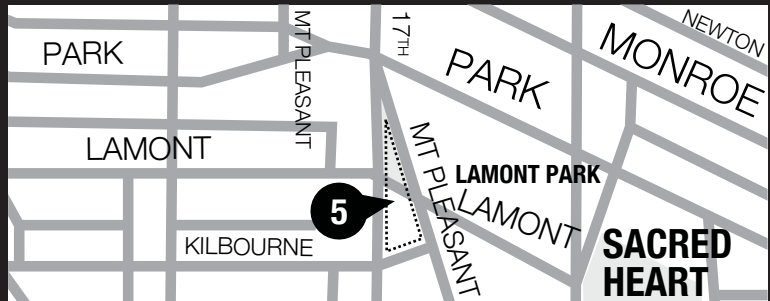 PARK
MT PLEASANT
17TH
PARK
NEWTON
MONROE
LAMONT
MT PLEASANT
LAMONT PARK
LAMONT
5
KILBOURNE
SACRED
HEART